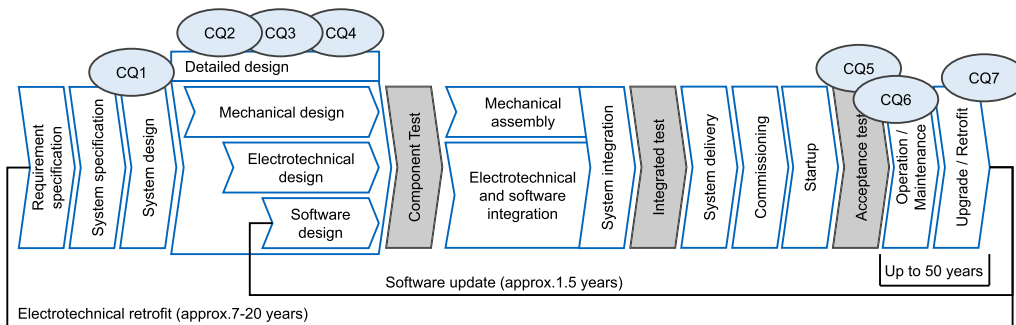 CQ1
CQ2
CQ3
CQ4
CQ5
CQ6
CQ7
Requirement
specification
System specification
System design
Detailed design
Mechanical design
Electrotechnical
design
Software
design
Component Test
Mechanical
assembly
Electrotechnical
and software
integration
System integration
Integrated test
System delivery
Commissioning
Startup
Acceptance test
Operation /
Maintenance
Upgrade / Retrofit
Up to 50 years
Software update (approx.1.5 years)
Electrotechnical retrofit (approx.7-20 years)